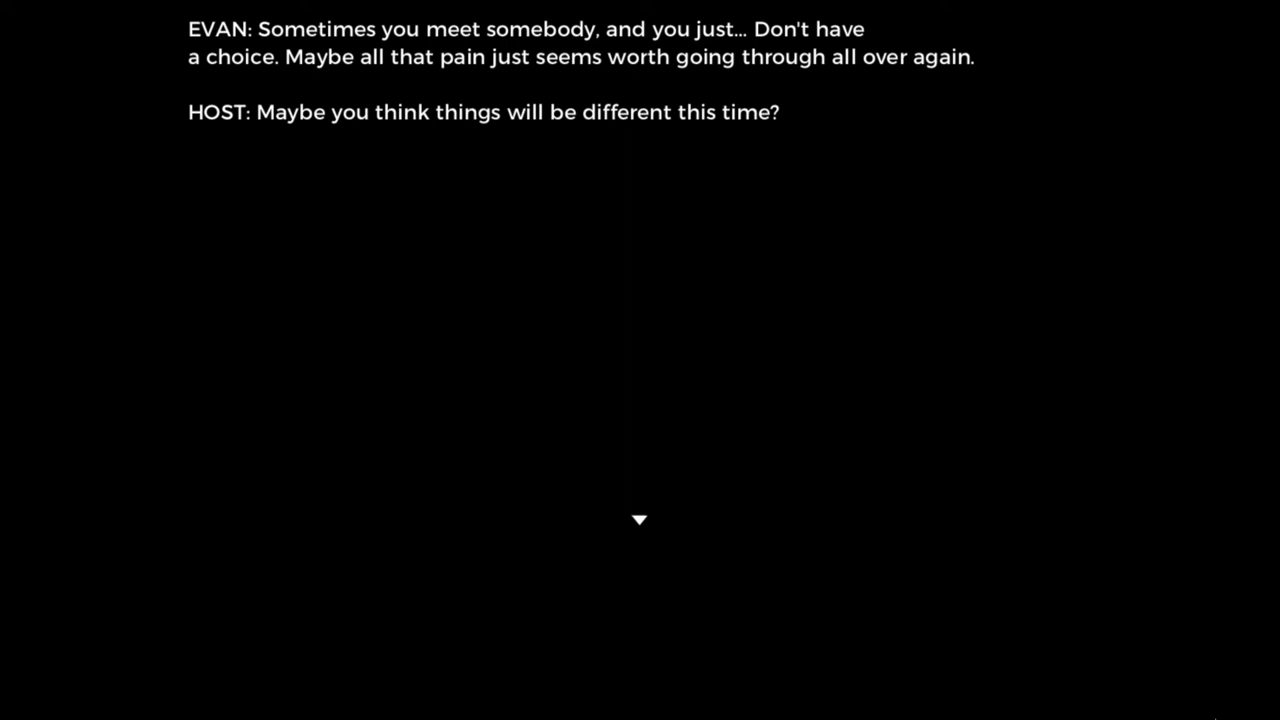 EVAN: Sometimes you meet somebody, and you just... Don't have
a choice. Maybe all that pain just seems worth going through all over again.
HOST: Maybe you think things will be different this time?